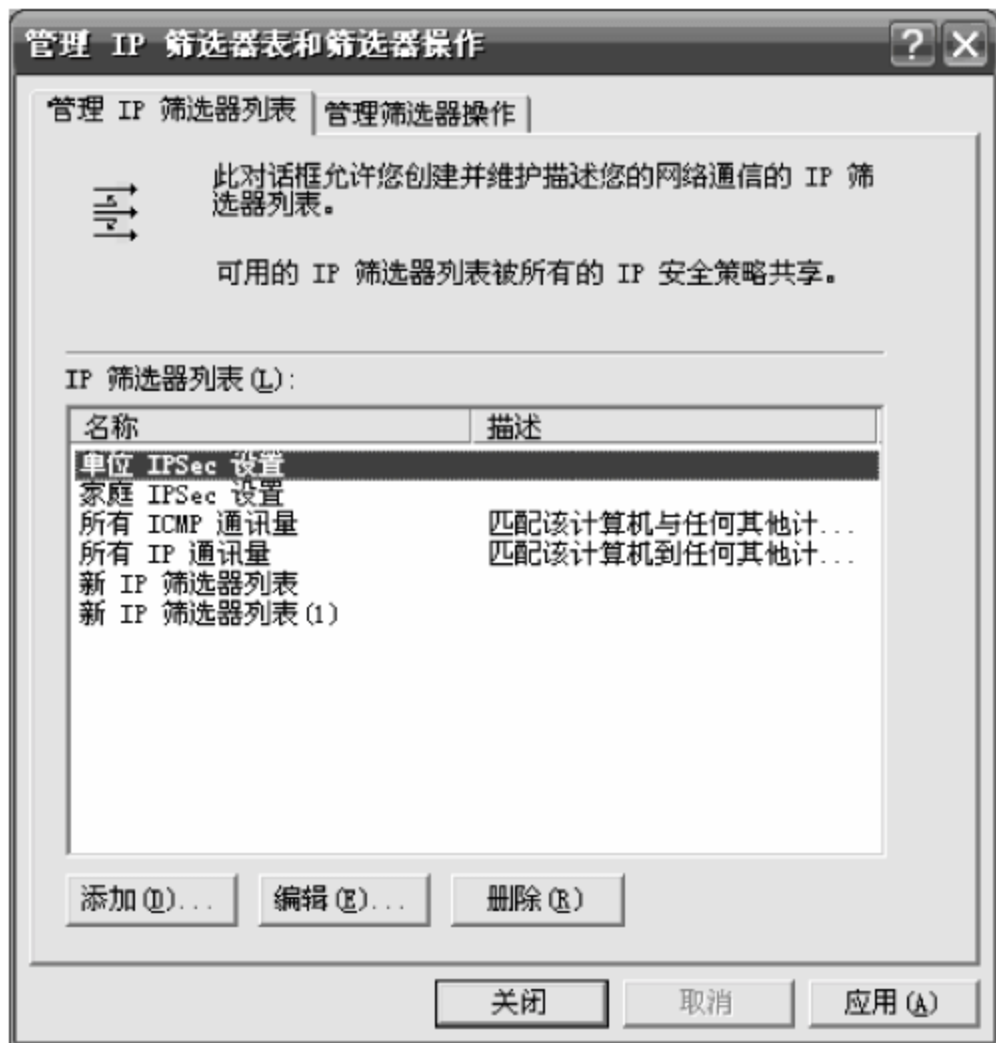 管理 IP 筛选器表和筛选器操作
管理 IP 筛选器列表 管理筛选器操作
此对话框允许您创建并维护描述您的网络通信的 IP 筛
选器列表。
可用的 IP 筛选器列表被所有的 IP 安全策略共享。
IP 筛选器列表(L):
名称 描述
单位 IPSec 设置
家庭 IPSec 设置
所有 ICMP 通讯量 匹配该计算机与任何其他计...
所有 IP 通讯量 匹配该计算机到任何其他计...
新 IP 筛选器列表
新 IP 筛选器列表(1)
添加(D)... 编辑(E)... 删除(R)
关闭 取消 应用(A)